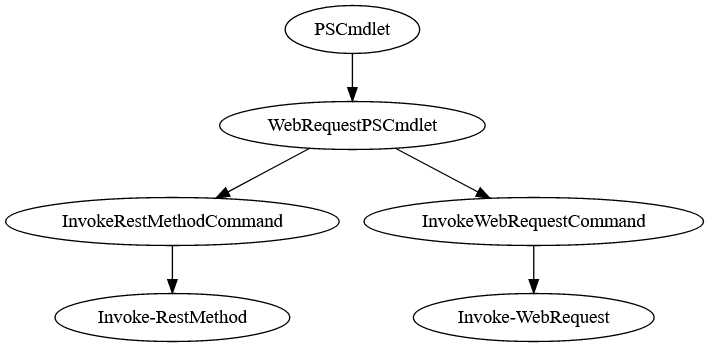 PSCmdlet
WebRequestPSCmdlet
InvokeRestMethodCommand
InvokeWebRequestCommand
Invoke-RestMethod
Invoke-WebRequest